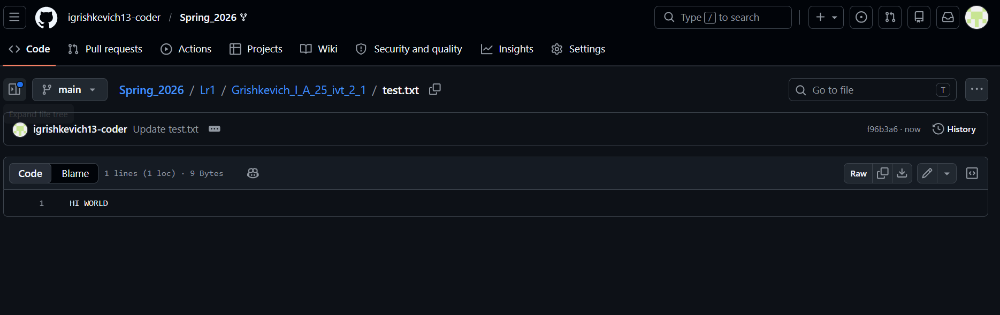 igrishkevich13-coder / Spring_2026 Type / to search
Code Pull requests Actions Projects Wiki Security and quality Insights Settings
main Spring_2026 / Lr1 / Grishkevich_I_A_25_ivt_2_1 / test.txt Go to file T
Expand file tree
igrishkevich13-coder Update test.txt f96b3a6 · now History
Code Blame 1 lines (1 loc) · 9 Bytes Raw
1 HI WORLD